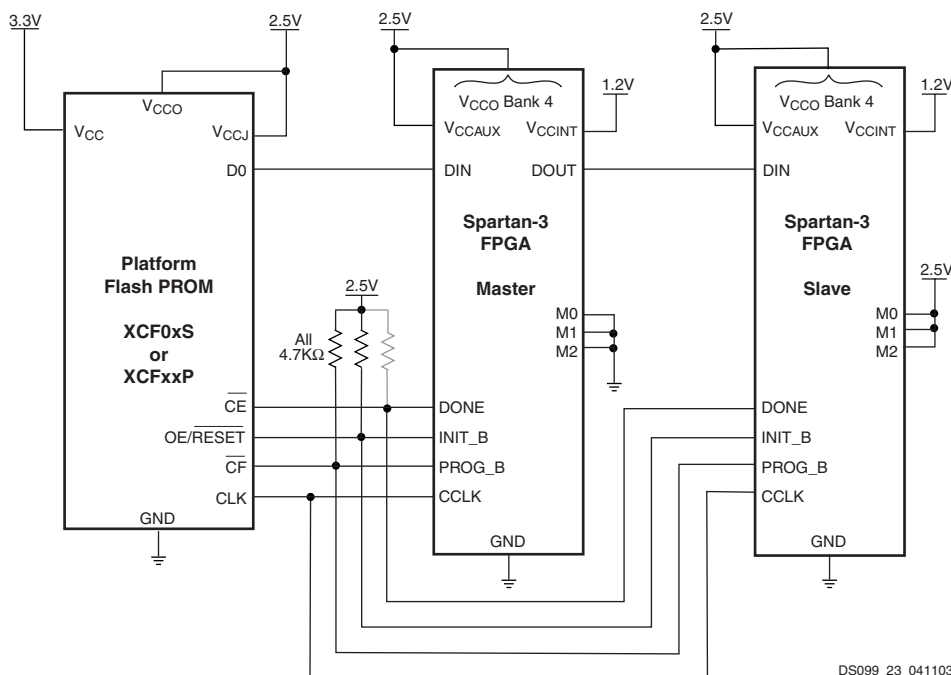 3.3V
2.5V
2.5V
2.5V
VCCO
VCC
VCCJ
D0
Platform
Flash PROM
XCF0xS
or
XCFxxP
CE
OE/RESET
CF
CLK
GND
2.5V
All
4.7KΩ
VCCO Bank 4
1.2V
VCCAUX
VCCINT
DIN
DOUT
Spartan-3
FPGA
Master
M0
M1
M2
DONE
INIT_B
PROG_B
CCLK
GND
VCCO Bank 4
1.2V
VCCAUX
VCCINT
DIN
Spartan-3
FPGA
Slave
2.5V
M0
M1
M2
DONE
INIT_B
PROG_B
CCLK
GND
DS099_23_041103